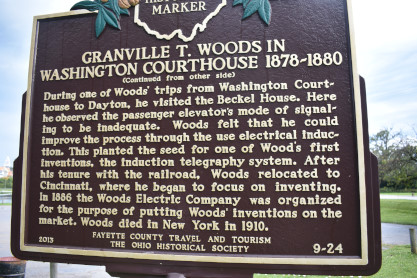 MARKER
GRANVILLE T. WOODS IN
WASHINGTON COURTHOUSE 1878-1880
(Continued from other side)
During one of Woods' trips from Washington Court-
house to Dayton, he visited the Beckel House. Here
he observed the passenger elevator's mode of signal-
ing to be inadequate. Woods felt that he could
improve the process through the use electrical induc-
tion. This planted the seed for one of Wood's first
inventions, the induction telegraphy system. After
his tenure with the railroad, Woods relocated to
Cincinnati, where he began to focus on inventing.
In 1886 the Woods Electric Company was organized
for the purpose of putting Woods' inventions on the
market. Woods died in New York in 1910.
FAYETTE COUNTY TRAVEL AND TOURISM
2013 THE OHIO HISTORICAL SOCIETY 9-24